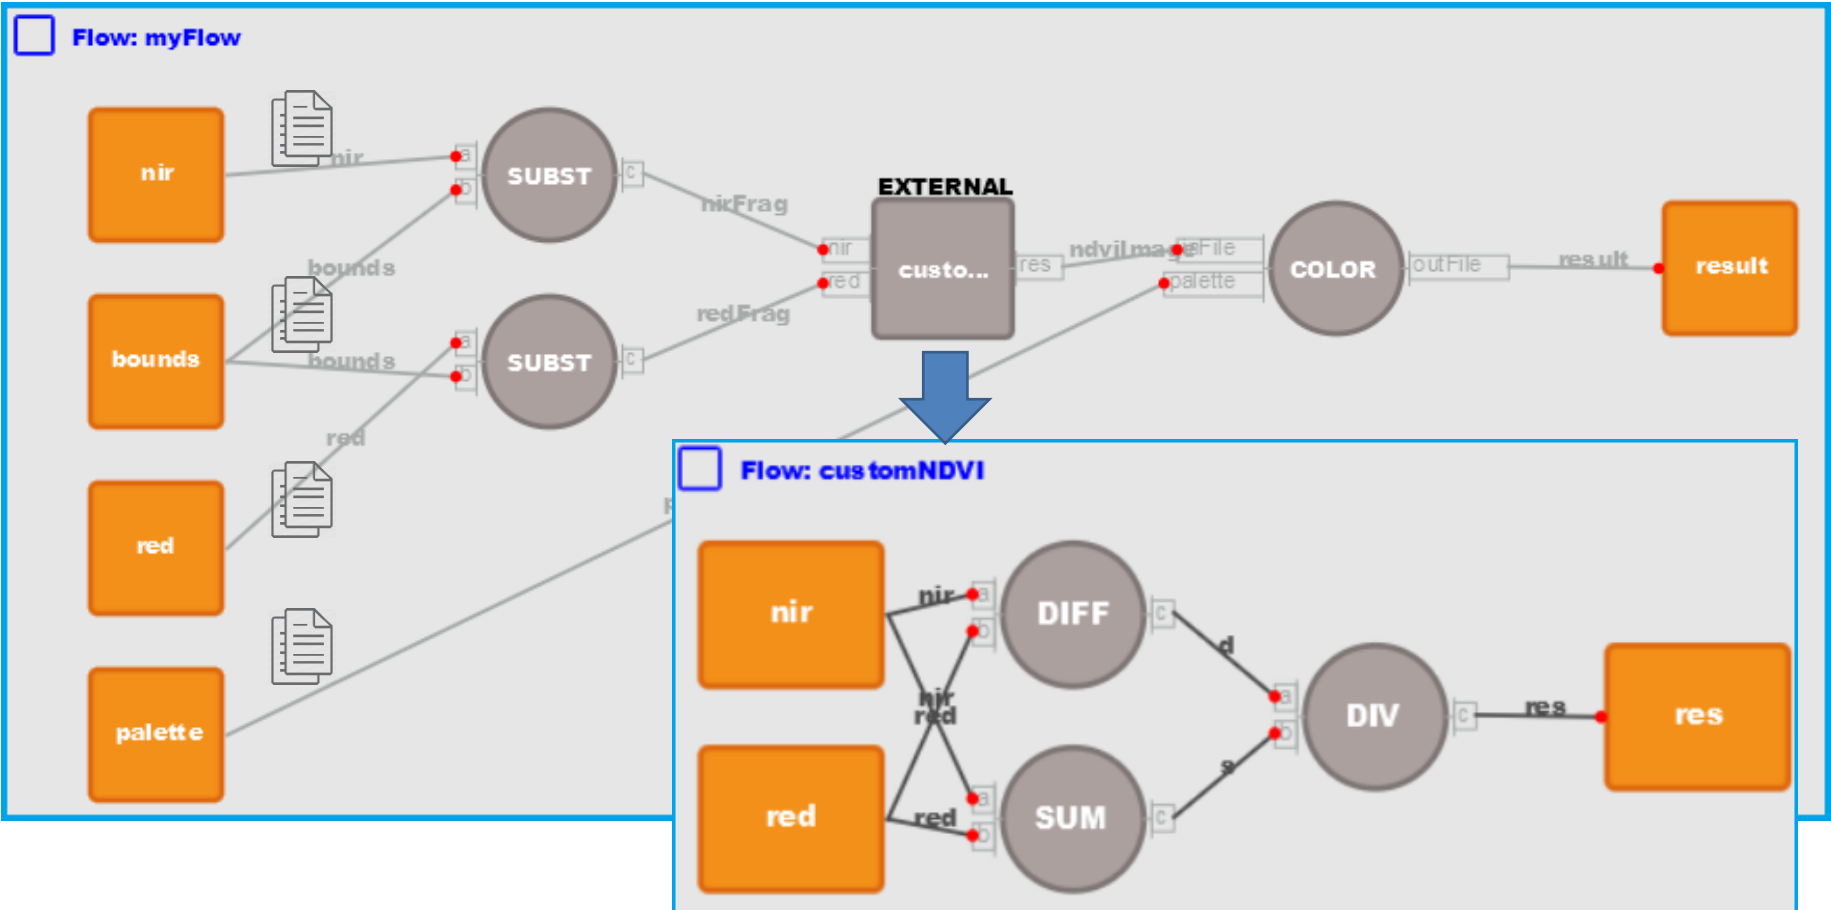 Flow: myFlow
nir
nir
a
b
SUBST
c
nirFrag
EXTERNAL
nir
red
custo...
res
ndviImage
palette
COLOR
outFile
result
result
bounds
bounds
bounds
a
b
SUBST
c
redFrag
red
red
palette
Flow: customNDVI
nir
nir
a
b
DIFF
c
d
nir
red
a
b
DIV
c
res
res
red
red
a
b
SUM
c
s